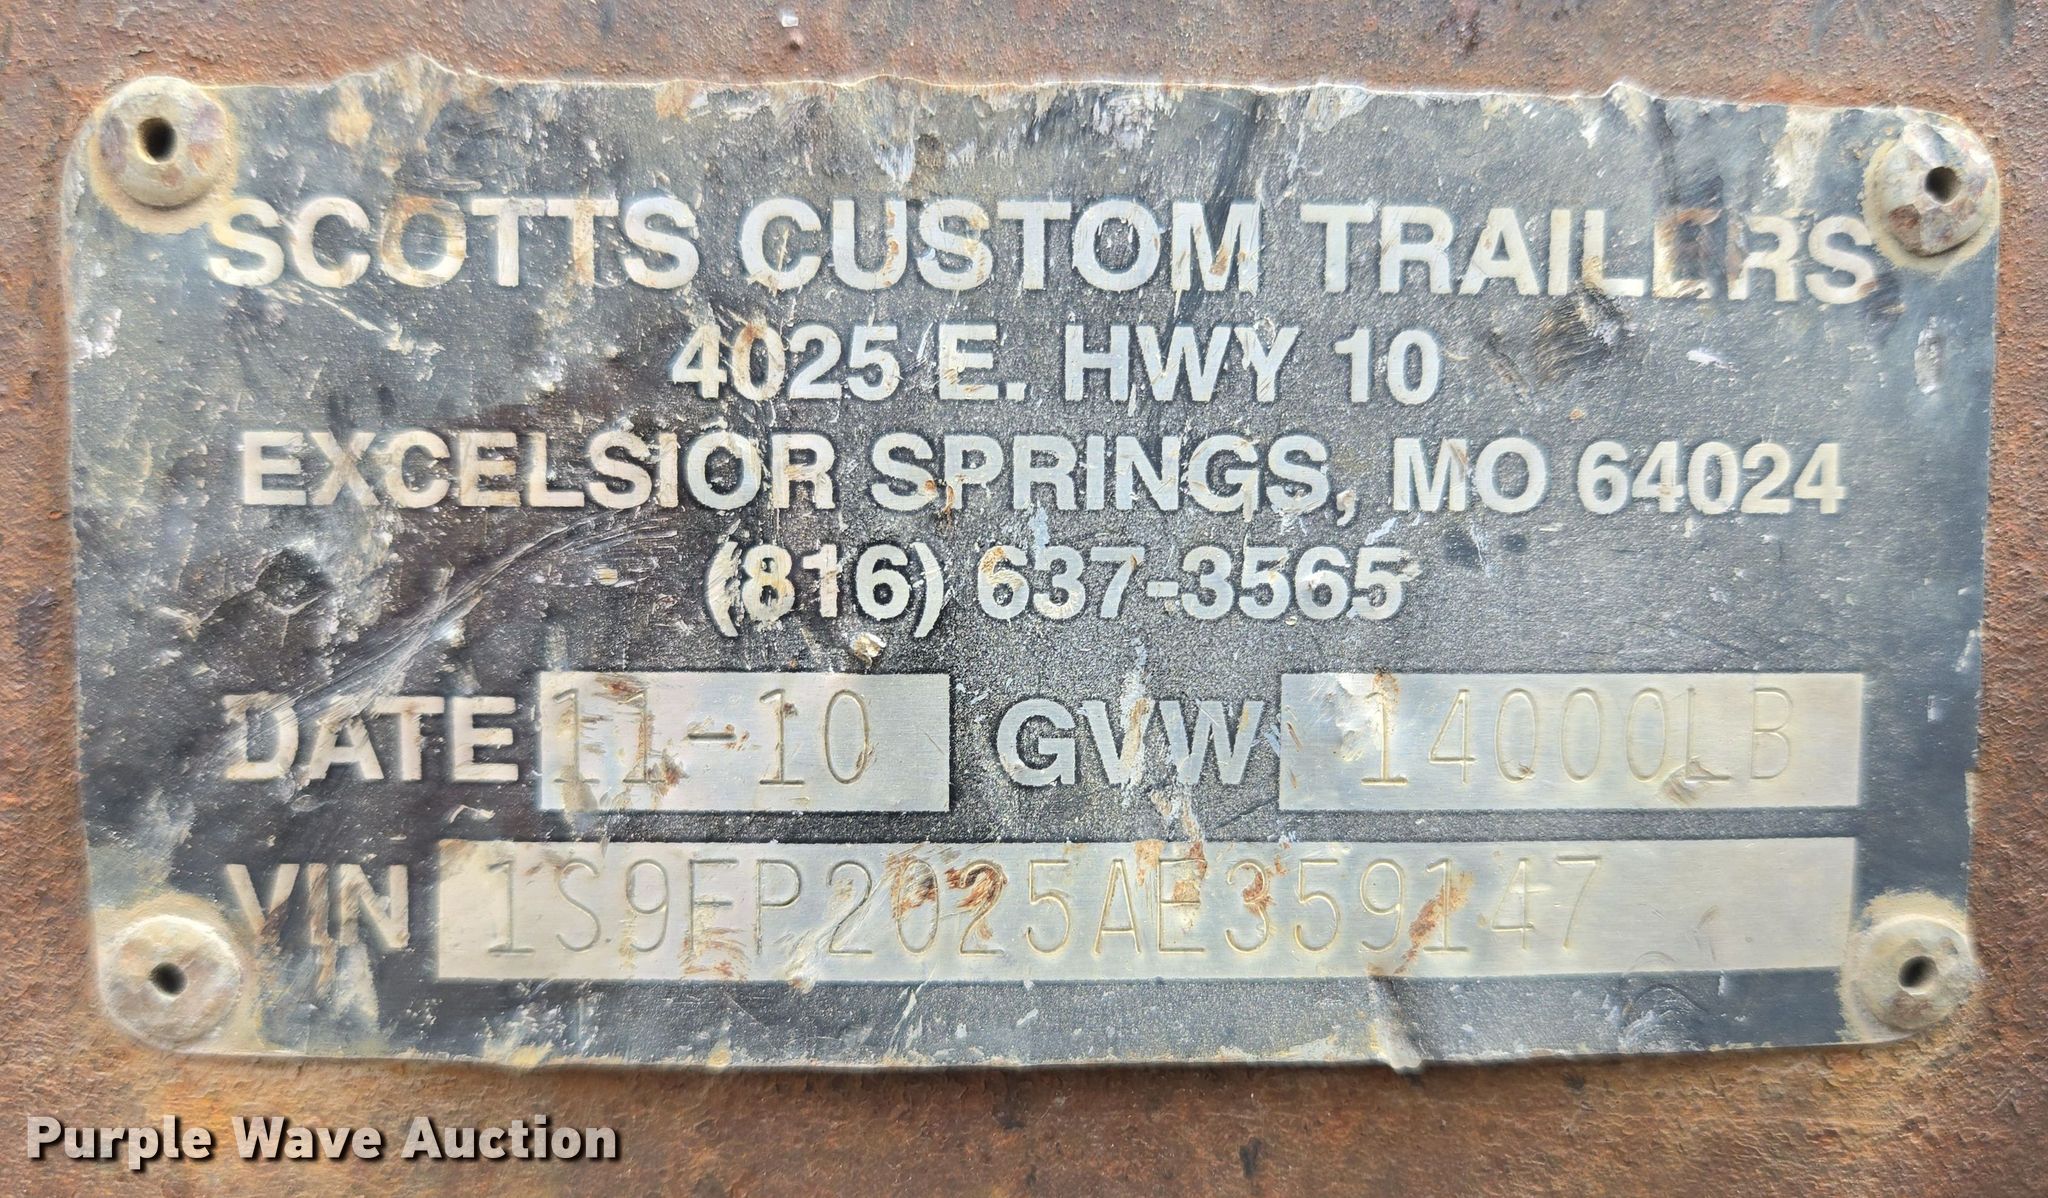 SCOTTS CUSTOM TRAILERS
4025 E. HWY 10
EXCELSIOR SPRINGS, MO 64024
(816) 637-3565
DATE 11-10 GVW 14000LB
VIN 1S9FP2025AE359147
Purple Wave Auction